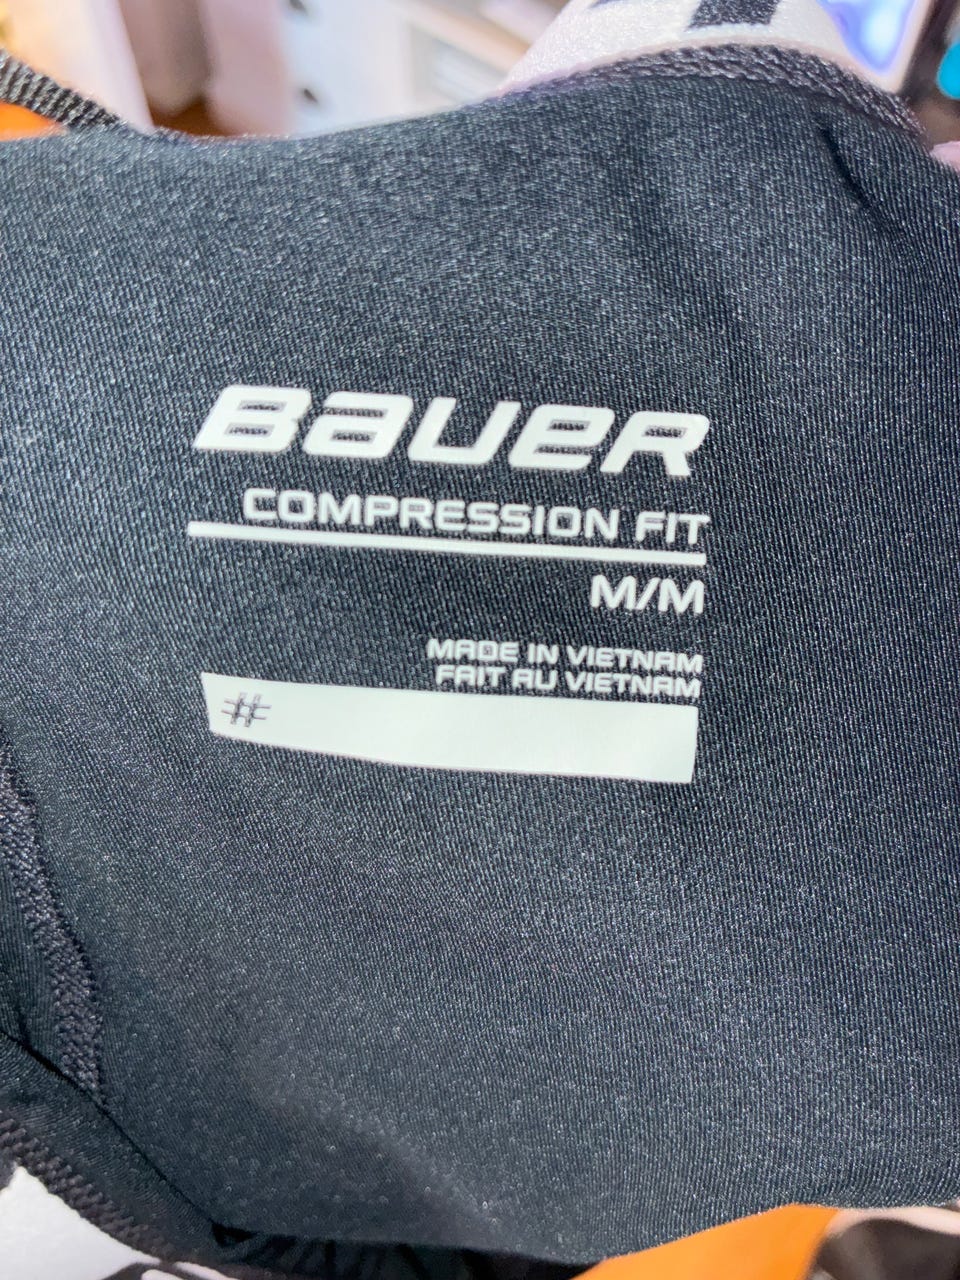 BAUER
COMPRESSION FIT
M/M
MADE IN VIETNAM
FAIT AU VIETNAM
#